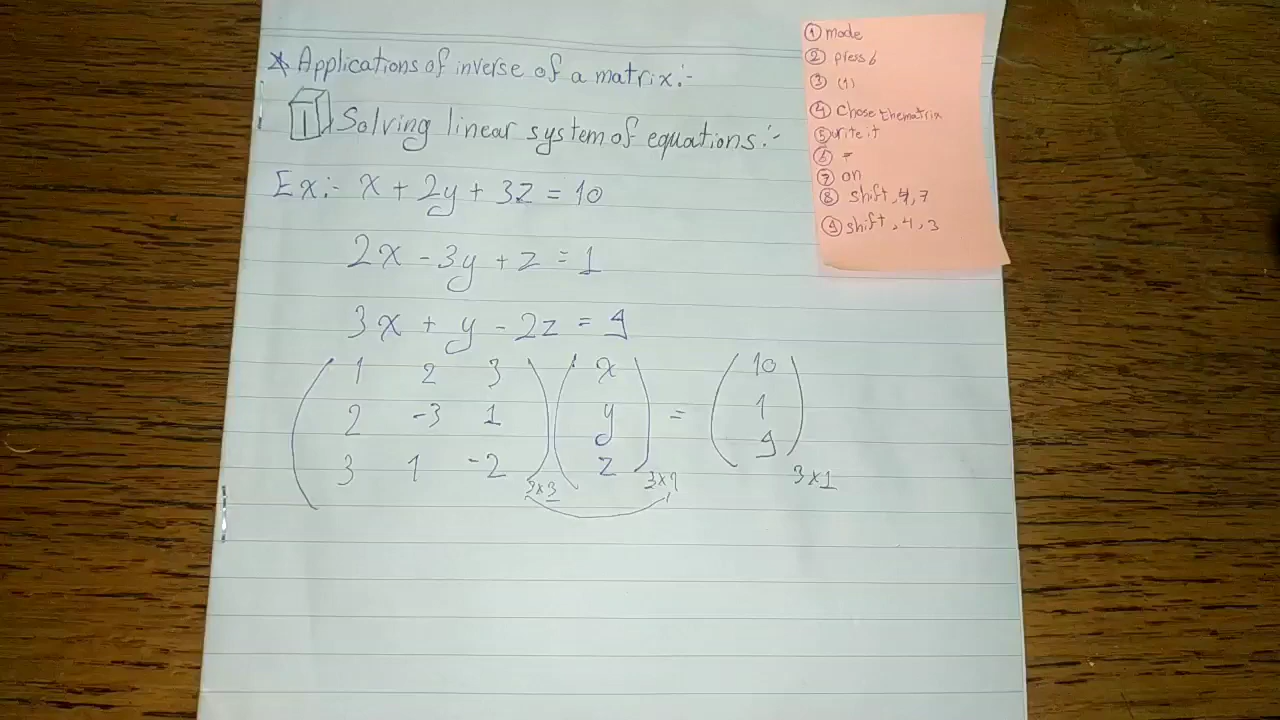 * Applications of inverse of a matrix:-
1 Solving linear system of equations:-
Ex:- x + 2y + 3z = 10
2x - 3y + z = 1
3x + y - 2z = 9
( 1 2 3 ) ( x ) = ( 10 )
2 -3 1 y 1
3 1 -2 z 9
3x3 3x1 3x1
① mode
② press 6
③ (1)
④ chose the matrix
⑤ write it
⑥ =
⑦ on
⑧ shift, 4, 7
⑨ shift, 4, 3